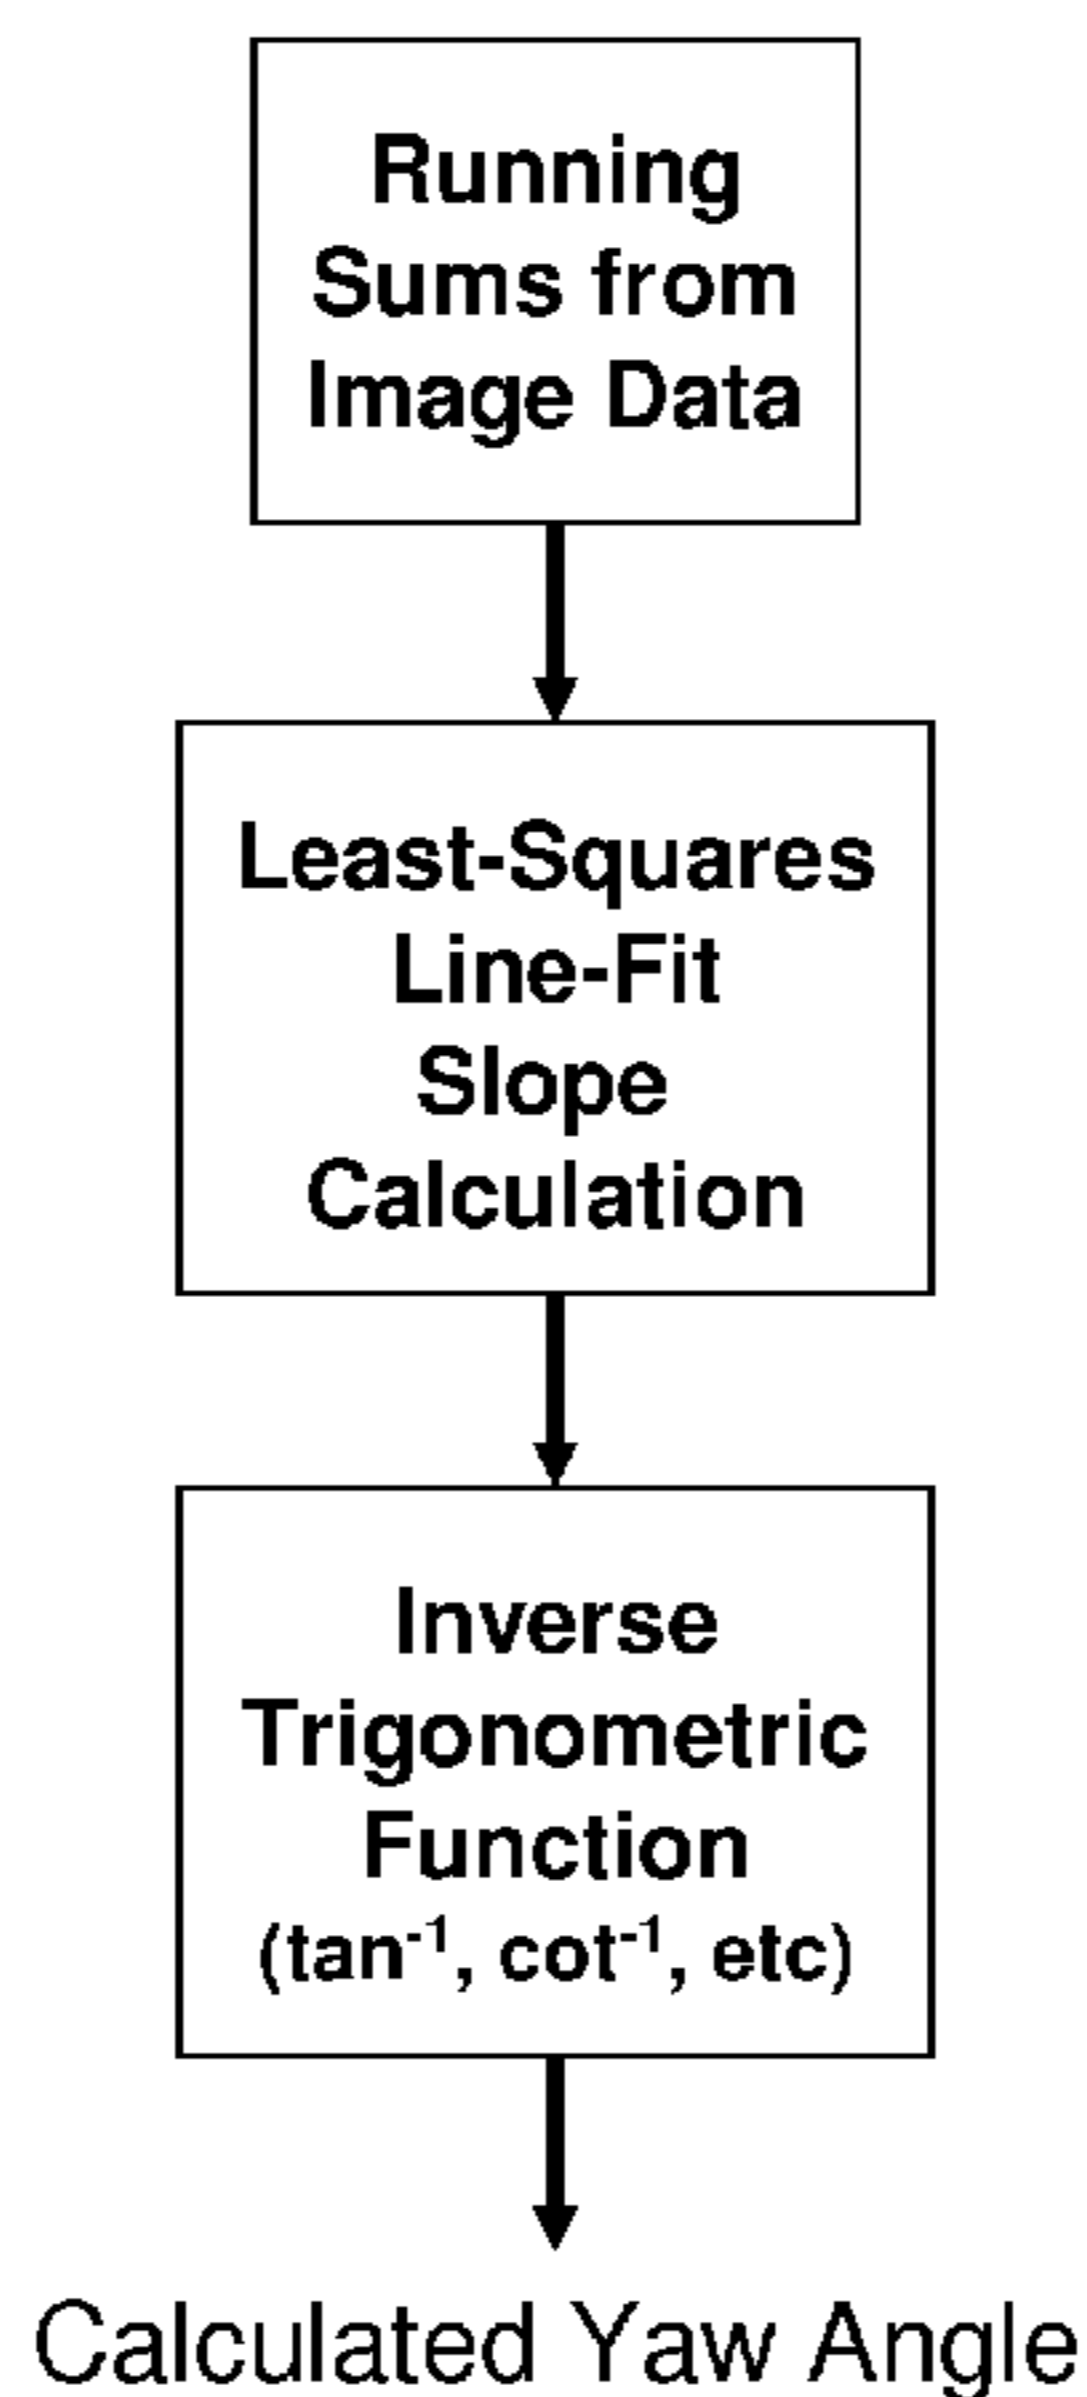 Running
Sums from
Image Data
Least-Squares
Line-Fit
Slope
Calculation
Inverse
Trigonometric
Function
(tan⁻¹, cot⁻¹, etc)
Calculated Yaw Angle